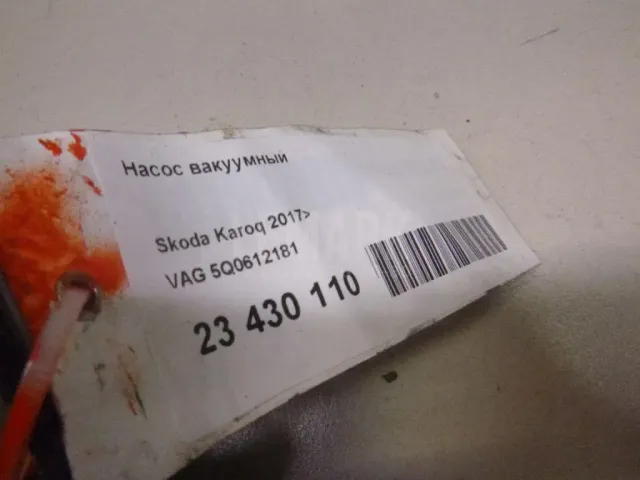 Насос вакуумный
Skoda Karoq 2017>
VAG 5Q0612181
23 430 110